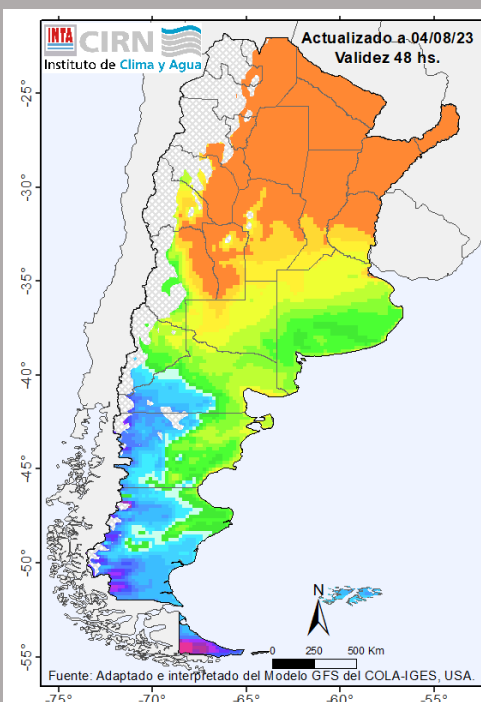 INTA CIRN
Instituto de Clima y Agua
Actualizado a 04/08/23
Validez 48 hs.
-25°
-30°
-35°
-40°
-45°
-50°
-55°
N
0 250 500 Km
Fuente: Adaptado e interpretado del Modelo GFS del COLA-IGES, USA.
-75° -70° -65° -60° -55°